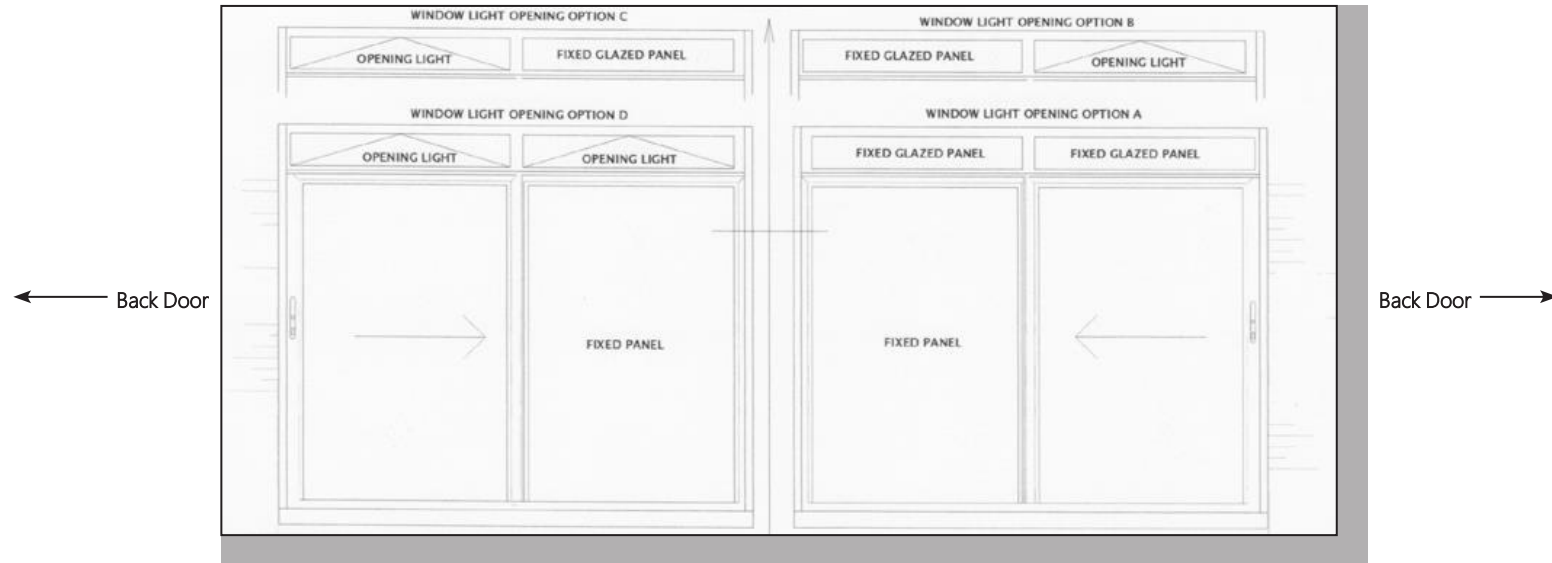 WINDOW LIGHT OPENING OPTION C
WINDOW LIGHT OPENING OPTION B
OPENING LIGHT
FIXED GLAZED PANEL
FIXED GLAZED PANEL
OPENING LIGHT
WINDOW LIGHT OPENING OPTION D
WINDOW LIGHT OPENING OPTION A
OPENING LIGHT
OPENING LIGHT
FIXED GLAZED PANEL
FIXED GLAZED PANEL
Back Door
Back Door
FIXED PANEL
FIXED PANEL